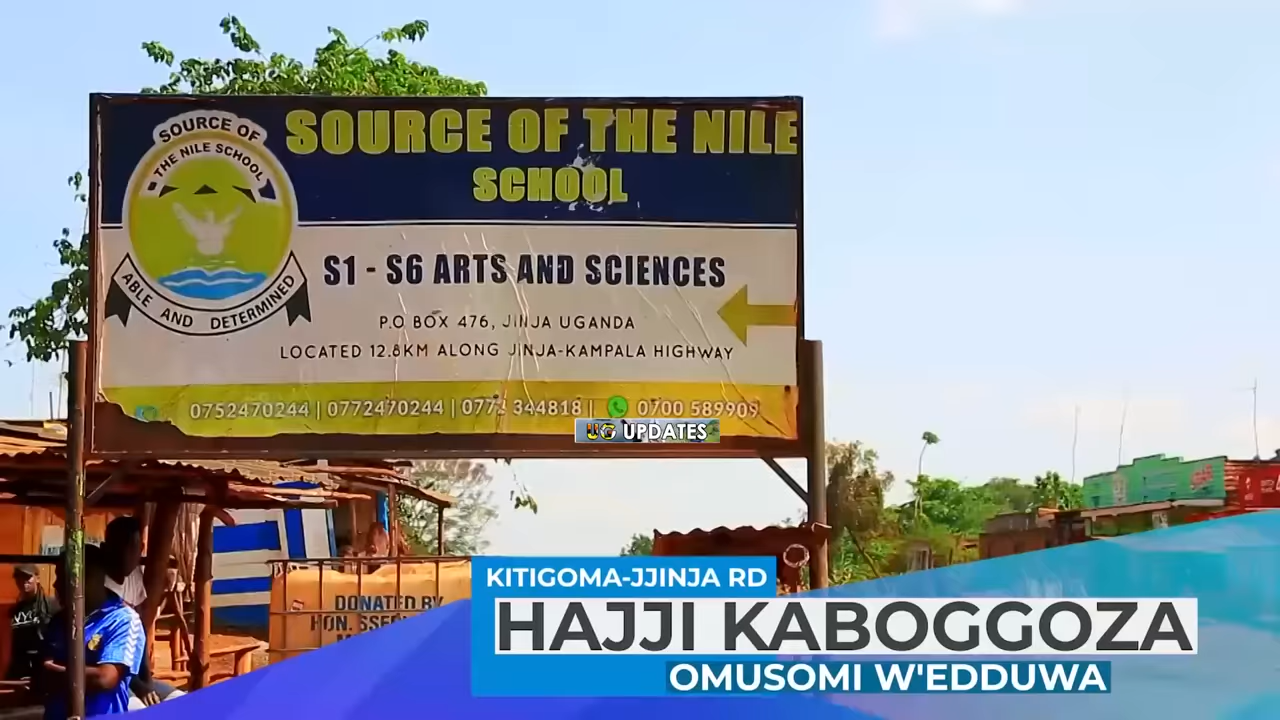 SOURCE OF
THE NILE SCHOOL
ABLE AND DETERMINED
SOURCE OF THE NILE
SCHOOL
S1 - S6 ARTS AND SCIENCES
P.O BOX 476, JINJA UGANDA
LOCATED 12.8KM ALONG JINJA-KAMPALA HIGHWAY
0752470244 | 0772470244 | 0773 344818 | 0700 589909
UG UPDATES
DONATED BY
HON.
KITIGOMA-JJINJA RD
HAJJI KABOGGOZA
OMUSOMI W'EDDUWA